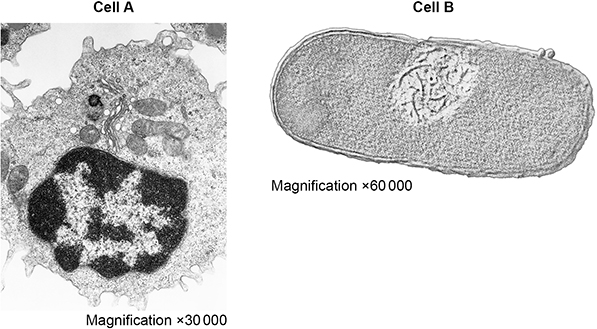 Cell A
Cell B
Magnification ×60 000
Magnification ×30 000